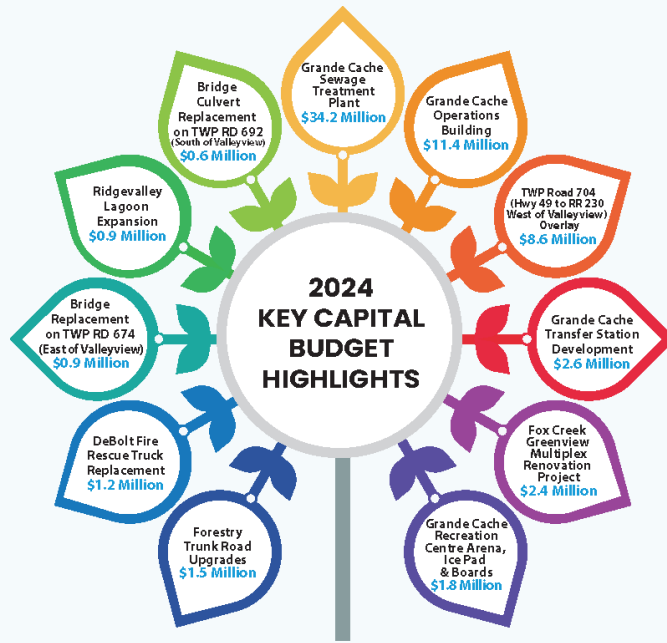 2024
KEY CAPITAL
BUDGET
HIGHLIGHTS
Grande Cache
Sewage
Treatment
Plant
$34.2 Million
Grande Cache
Operations
Building
$11.4 Million
TWP Road 704
(Hwy 49 to RR 230
West of Valleyview)
Overlay
$8.6 Million
Grande Cache
Transfer Station
Development
$2.6 Million
Fox Creek
Greenview
Multiplex
Renovation
Project
$2.4 Million
Grande Cache
Recreation
Centre Arena,
Ice Pad
& Boards
$1.8 Million
Forestry
Trunk Road
Upgrades
$1.5 Million
DeBolt Fire
Rescue Truck
Replacement
$1.2 Million
Bridge
Replacement
on TWP RD 674
(East of Valleyview)
$0.9 Million
Ridgevalley
Lagoon
Expansion
$0.9 Million
Bridge
Culvert
Replacement
on TWP RD 692
(South of Valleyview)
$0.6 Million